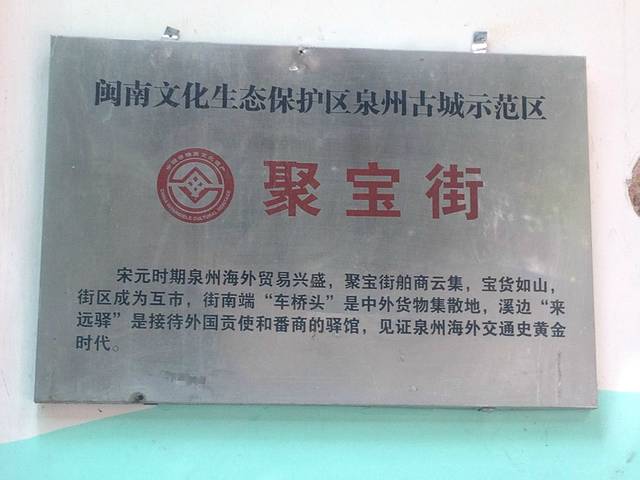 闽南文化生态保护区泉州古城示范区
聚宝街
宋元时期泉州海外贸易兴盛，聚宝街舶商云集，宝货如山，
街区成为互市，街南端“车桥头”是中外货物集散地，溪边“来
远驿”是接待外国贡使和番商的驿馆，见证泉州海外交通史黄金
时代。